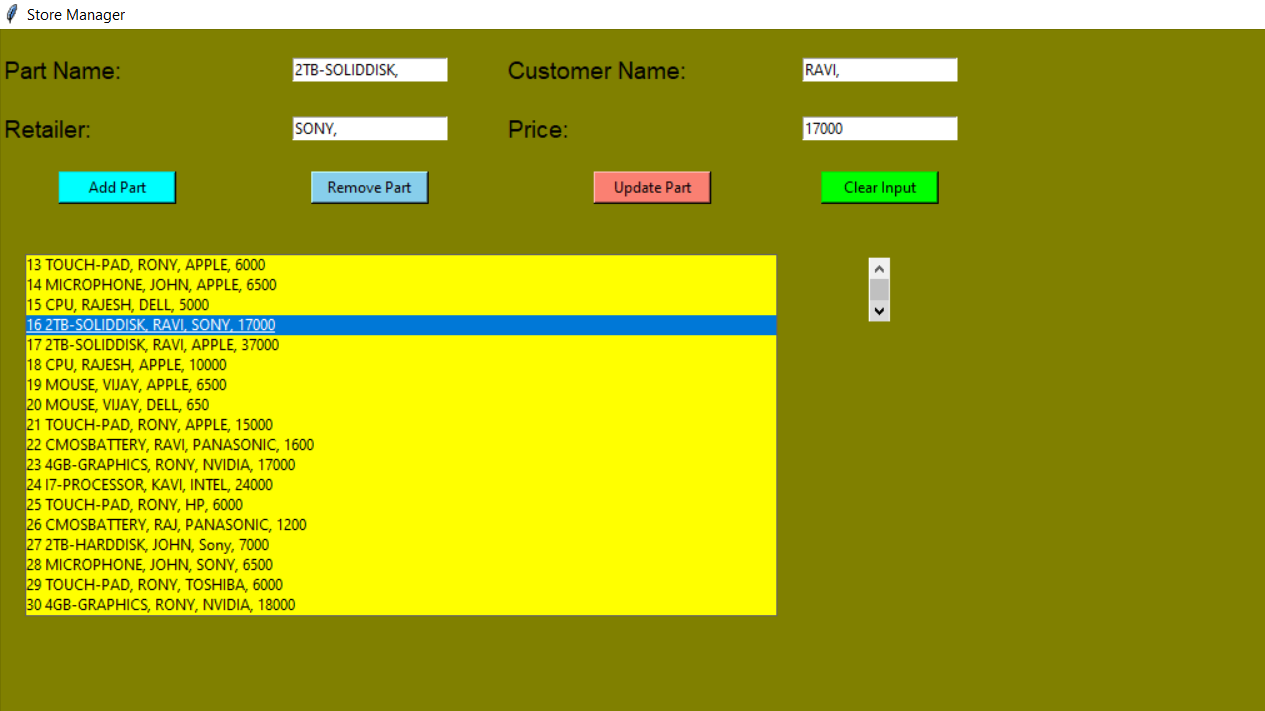 Store Manager
Part Name: 2TB-SOLIDDISK, Customer Name: RAVI,
Retailer: SONY, Price: 17000
Add Part Remove Part Update Part Clear Input
13 TOUCH-PAD, RONY, APPLE, 6000
14 MICROPHONE, JOHN, APPLE, 6500
15 CPU, RAJESH, DELL, 5000
16 2TB-SOLIDDISK, RAVI, SONY, 17000
17 2TB-SOLIDDISK, RAVI, APPLE, 37000
18 CPU, RAJESH, APPLE, 10000
19 MOUSE, VIJAY, APPLE, 6500
20 MOUSE, VIJAY, DELL, 650
21 TOUCH-PAD, RONY, APPLE, 15000
22 CMOSBATTERY, RAVI, PANASONIC, 1600
23 4GB-GRAPHICS, RONY, NVIDIA, 17000
24 I7-PROCESSOR, KAVI, INTEL, 24000
25 TOUCH-PAD, RONY, HP, 6000
26 CMOSBATTERY, RAJ, PANASONIC, 1200
27 2TB-HARDDISK, JOHN, Sony, 7000
28 MICROPHONE, JOHN, SONY, 6500
29 TOUCH-PAD, RONY, TOSHIBA, 6000
30 4GB-GRAPHICS, RONY, NVIDIA, 18000